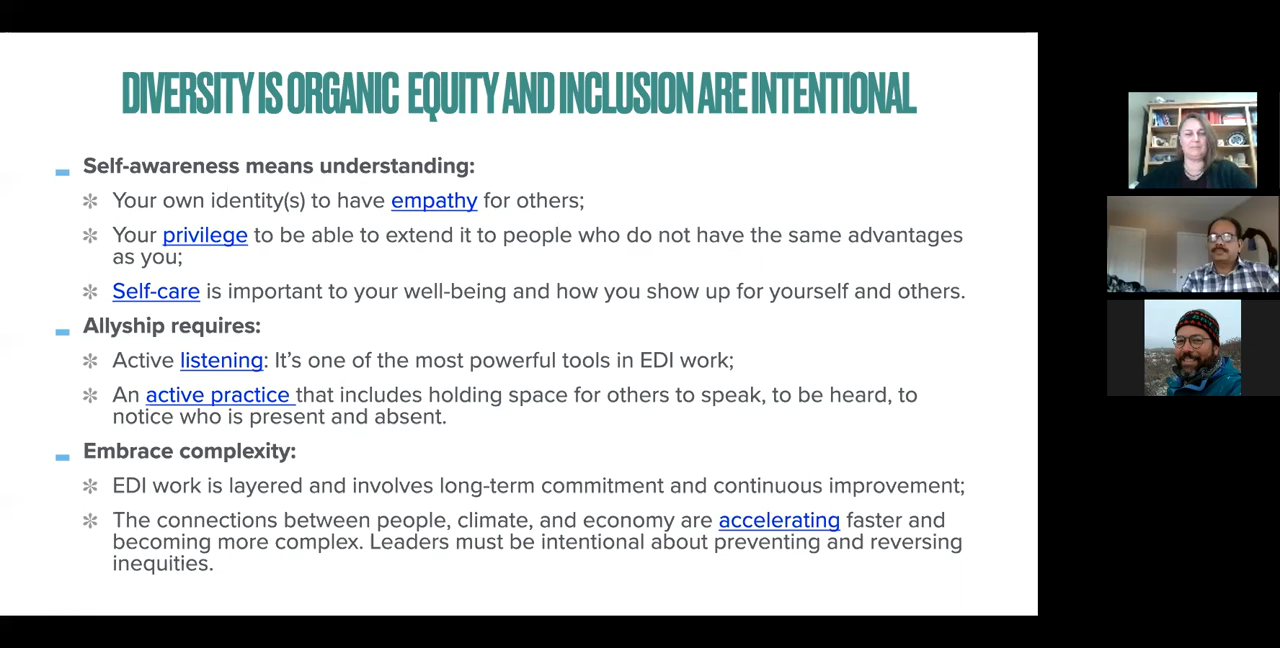 DIVERSITY IS ORGANIC EQUITY AND INCLUSION ARE INTENTIONAL
Self-awareness means understanding:
Your own identity(s) to have empathy for others;
Your privilege to be able to extend it to people who do not have the same advantages
as you;
Self-care is important to your well-being and how you show up for yourself and others.
Allyship requires:
Active listening: It’s one of the most powerful tools in EDI work;
An active practice that includes holding space for others to speak, to be heard, to
notice who is present and absent.
Embrace complexity:
EDI work is layered and involves long-term commitment and continuous improvement;
The connections between people, climate, and economy are accelerating faster and
becoming more complex. Leaders must be intentional about preventing and reversing
inequities.